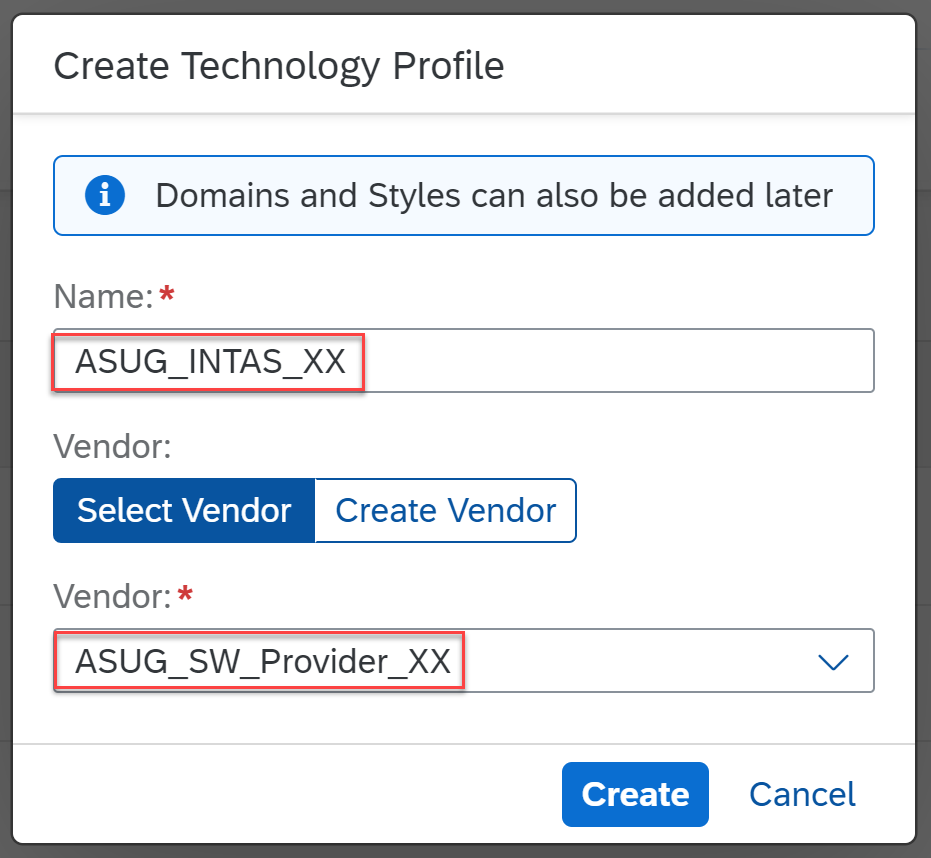 Create Technology Profile
Domains and Styles can also be added later
Name:*
ASUG_INTAS_XX
Vendor:
Select Vendor Create Vendor
Vendor:*
ASUG_SW_Provider_XX
Create Cancel